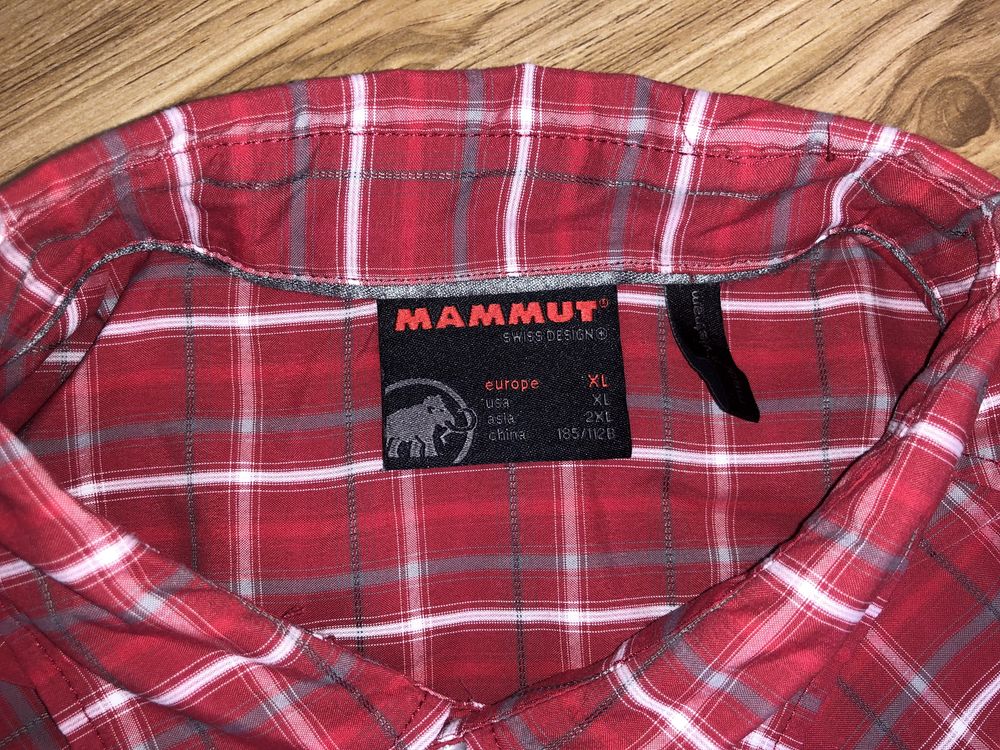 MAMMUT®
SWISS DESIGN
europe XL
usa XL
asia 2XL
china 185/112B